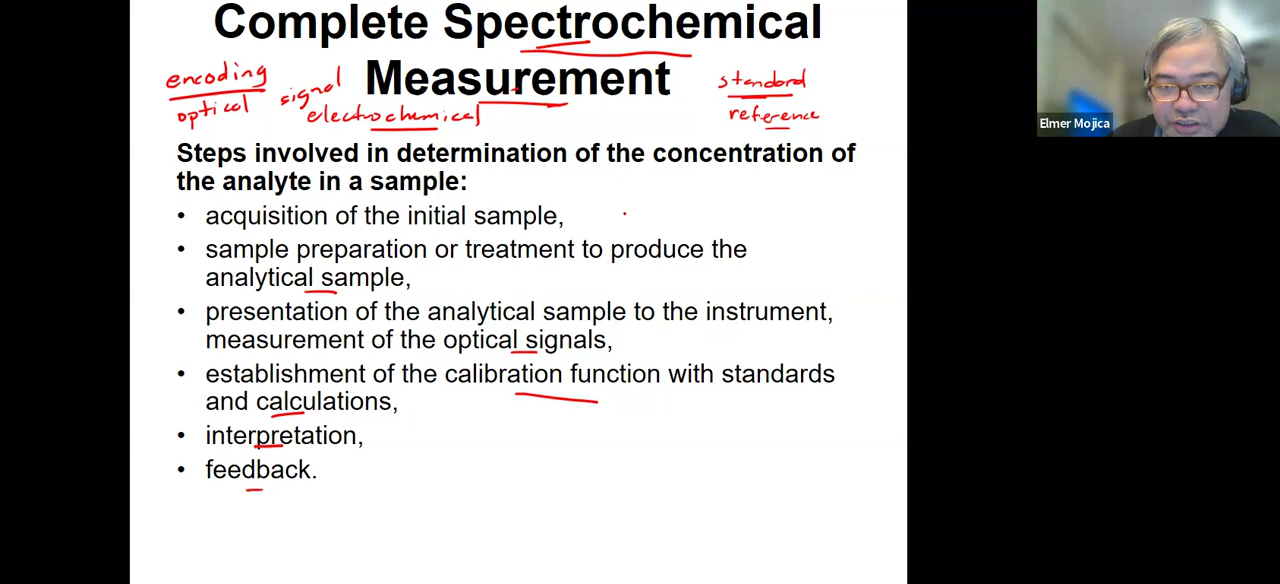 Complete Spectrochemical
Measurement
encoding
optical
signal
electrochemical
standard
reference
Steps involved in determination of the concentration of
the analyte in a sample:
• acquisition of the initial sample,
• sample preparation or treatment to produce the
analytical sample,
• presentation of the analytical sample to the instrument,
measurement of the optical signals,
• establishment of the calibration function with standards
and calculations,
• interpretation,
• feedback.
Elmer Mojica